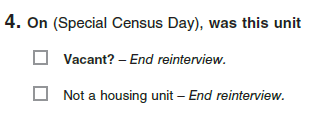 4. On (Special Census Day), was this unit
Vacant? – End reinterview.
Not a housing unit – End reinterview.